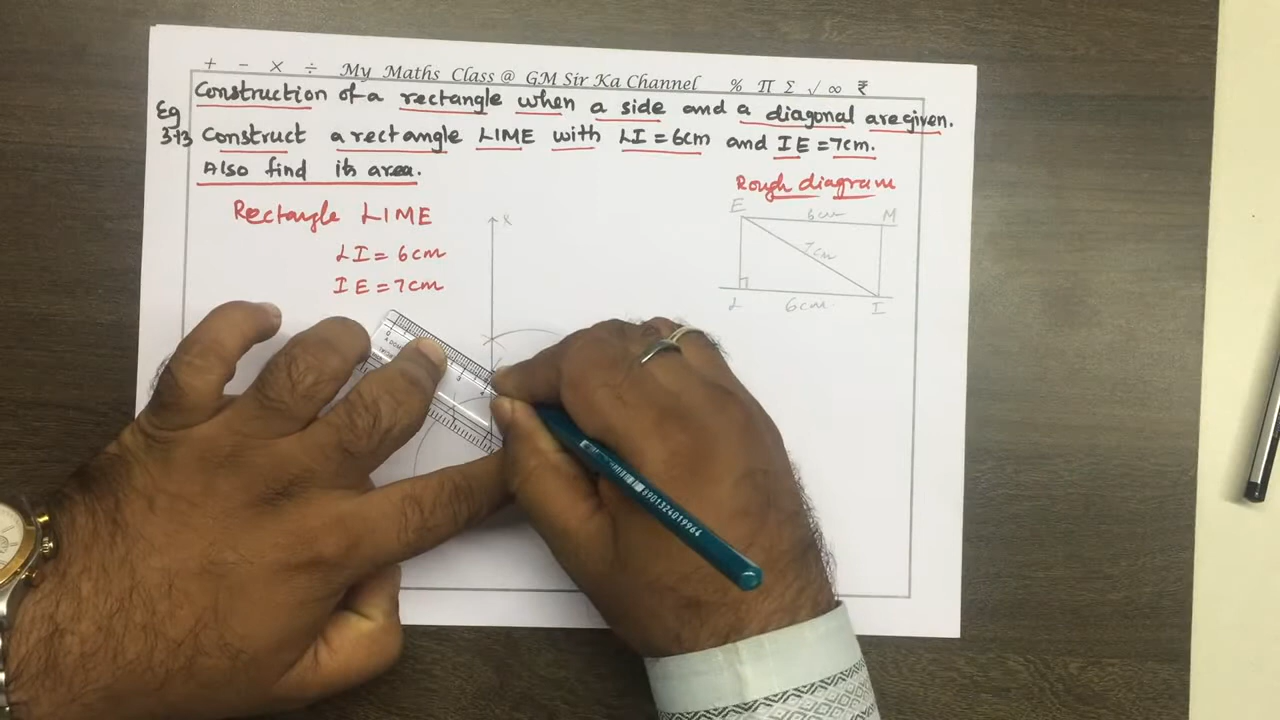 + - × ÷ My Maths Class @ GM Sir Ka Channel % Π Σ √ ∞ ₹
Construction of a rectangle when a side and a diagonal are given.
Eg
Construct a rectangle LIME with LI = 6cm and IE = 7cm.
Also find its area.
Rough diagram
Rectangle LIME
LI = 6cm
IE = 7cm
E 6cm M
7cm
L 6cm I
8901324019964